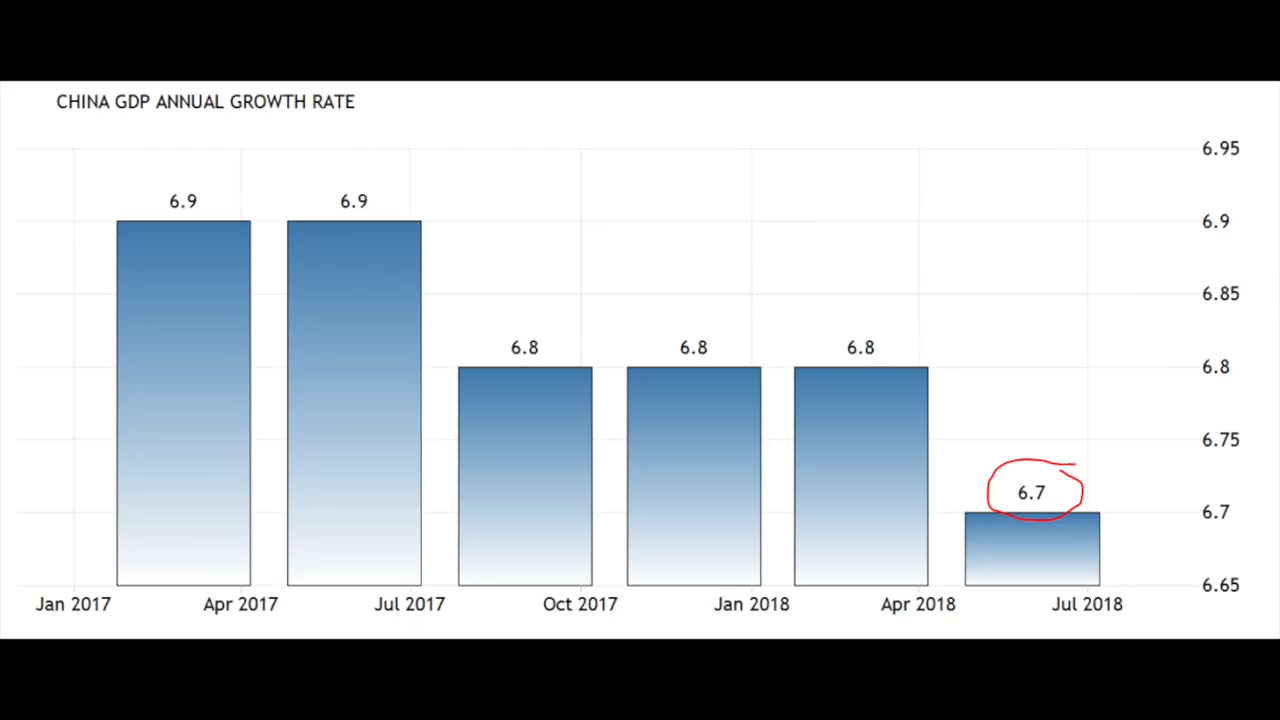 CHINA GDP ANNUAL GROWTH RATE
6.95
6.9 6.9 6.9
6.85
6.8 6.8 6.8 6.8
6.75
6.7
6.7
6.65
Jan 2017 Apr 2017 Jul 2017 Oct 2017 Jan 2018 Apr 2018 Jul 2018